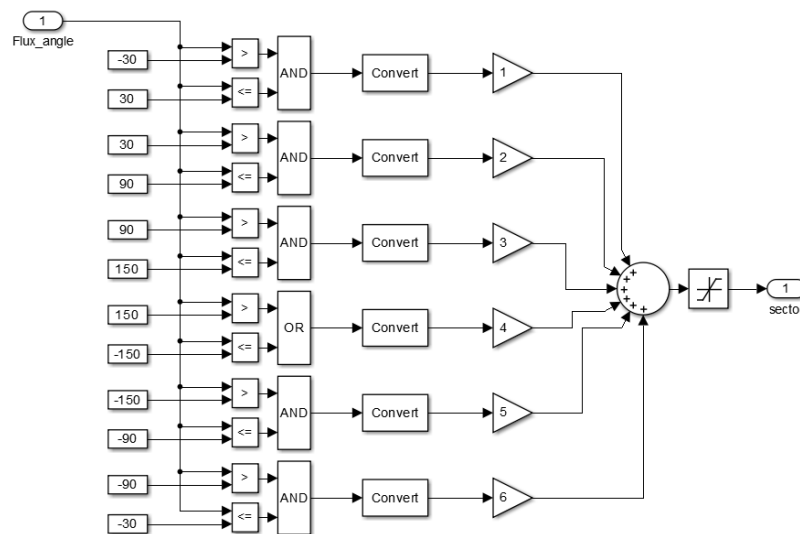 1
Flux_angle
-30
>
30
<=
AND
Convert
1
30
>
90
<=
AND
Convert
2
90
>
150
<=
AND
Convert
3
150
>
-150
<=
OR
Convert
4
-150
>
-90
<=
AND
Convert
5
-90
>
-30
<=
AND
Convert
6
+
+
+
+
+
+
1
sector